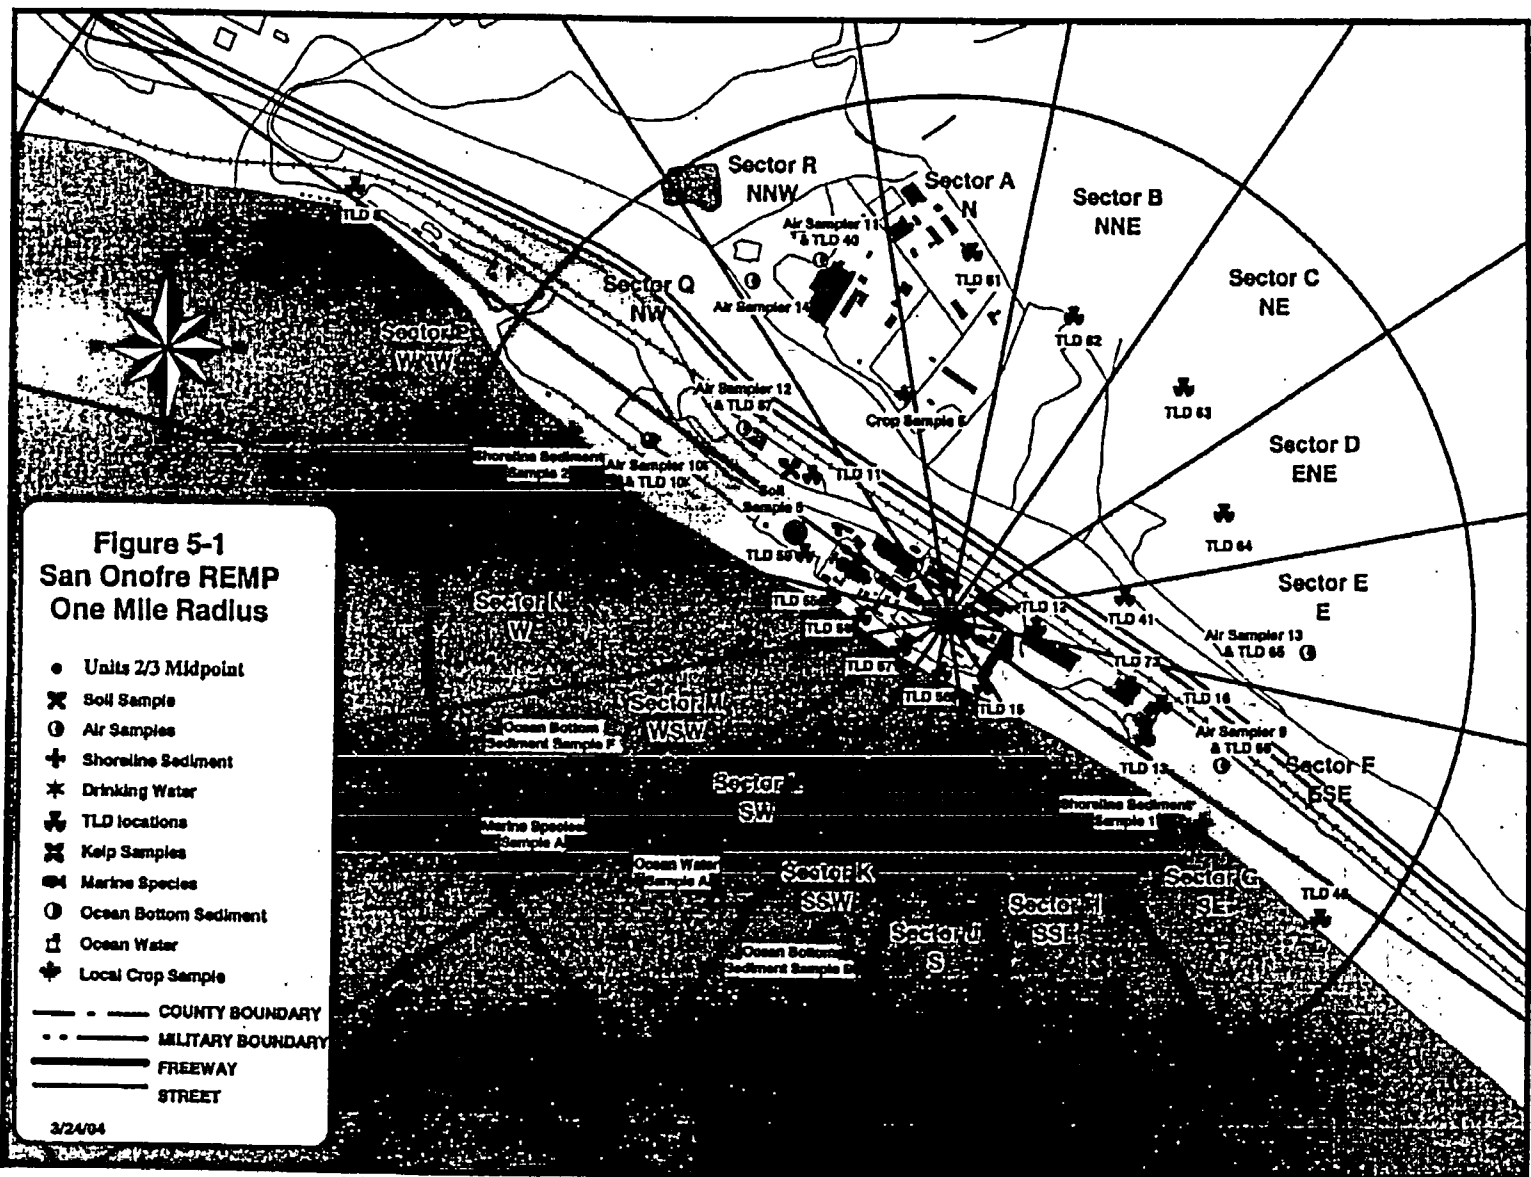 Sector R
NNW
Sector A
N
Sector B
NNE
Air Sampler 11
& TLD 40
TLD 61
Air Sampler 14
Sector C
NE
Sector Q
NW
TLD 62
Sector P
WNW
Air Sampler 12
& TLD 67
TLD 63
Crop Sample 6
Sector D
ENE
Shoreline Sediment
Sample 2
Air Sampler 10
& TLD 10
TLD 11
Soil
Sample 5
TLD 64
Sector E
E
Sector N
W
TLD 12
TLD 41
Air Sampler 13
& TLD 65
TLD 57
TLD 73
TLD 16
TLD 15
Sector M
WSW
Ocean Bottom
Sediment Sample F
Air Sampler 9
TLD 13
Sector F
ESE
Sector L
SW
Shoreline Sediment
Sample 1
Marine Species
Sample A
Ocean Water
Sample A
Sector K
SSW
Sector G
SE
TLD 46
Sector H
SSE
Sector J
S
Ocean Bottom
Sediment Sample
Figure 5-1
San Onofre REMP
One Mile Radius
Units 2/3 Midpoint
Soil Sample
Air Samples
Shoreline Sediment
Drinking Water
TLD locations
Kelp Samples
Marine Species
Ocean Bottom Sediment
Ocean Water
Local Crop Sample
COUNTY BOUNDARY
MILITARY BOUNDARY
FREEWAY
STREET
3/24/04